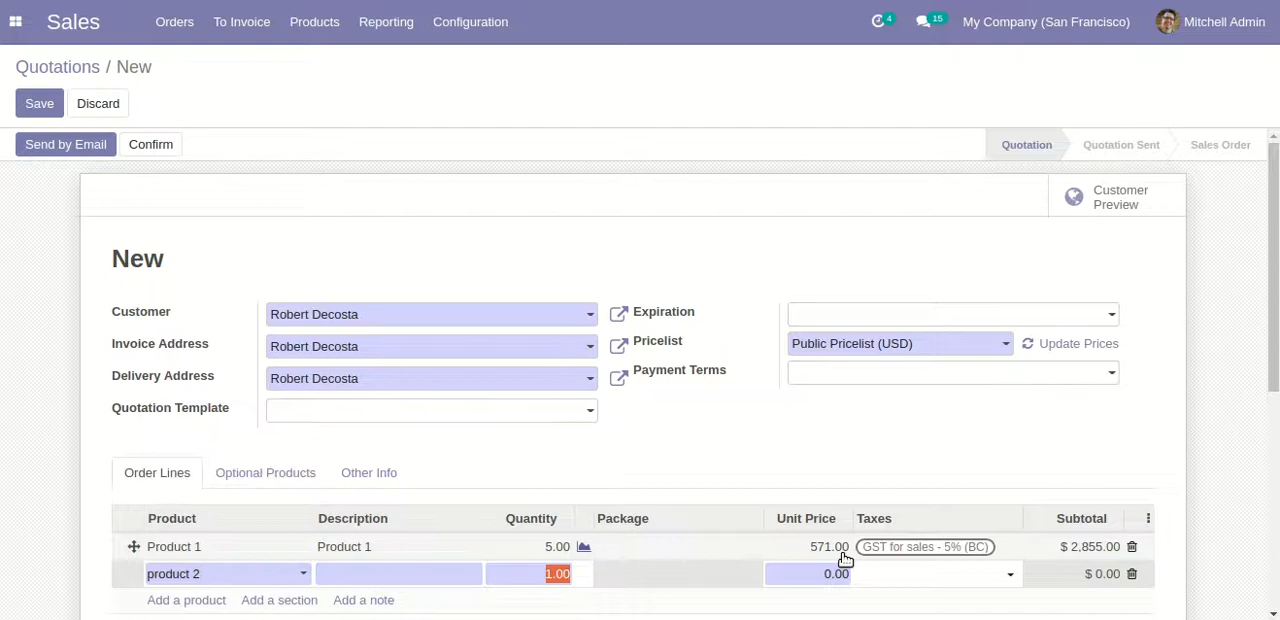 Sales Orders To Invoice Products Reporting Configuration 4 15 My Company (San Francisco) Mitchell Admin
Quotations / New
Save Discard
Send by Email Confirm Quotation Quotation Sent Sales Order
Customer
Preview
New
Customer Robert Decosta Expiration
Invoice Address Robert Decosta Pricelist Public Pricelist (USD) Update Prices
Delivery Address Robert Decosta Payment Terms
Quotation Template
Order Lines Optional Products Other Info
Product Description Quantity Package Unit Price Taxes Subtotal
Product 1 Product 1 5.00 571.00 GST for sales - 5% (BC) $ 2,855.00
product 2 1.00 0.00 $ 0.00
Add a product Add a section Add a note